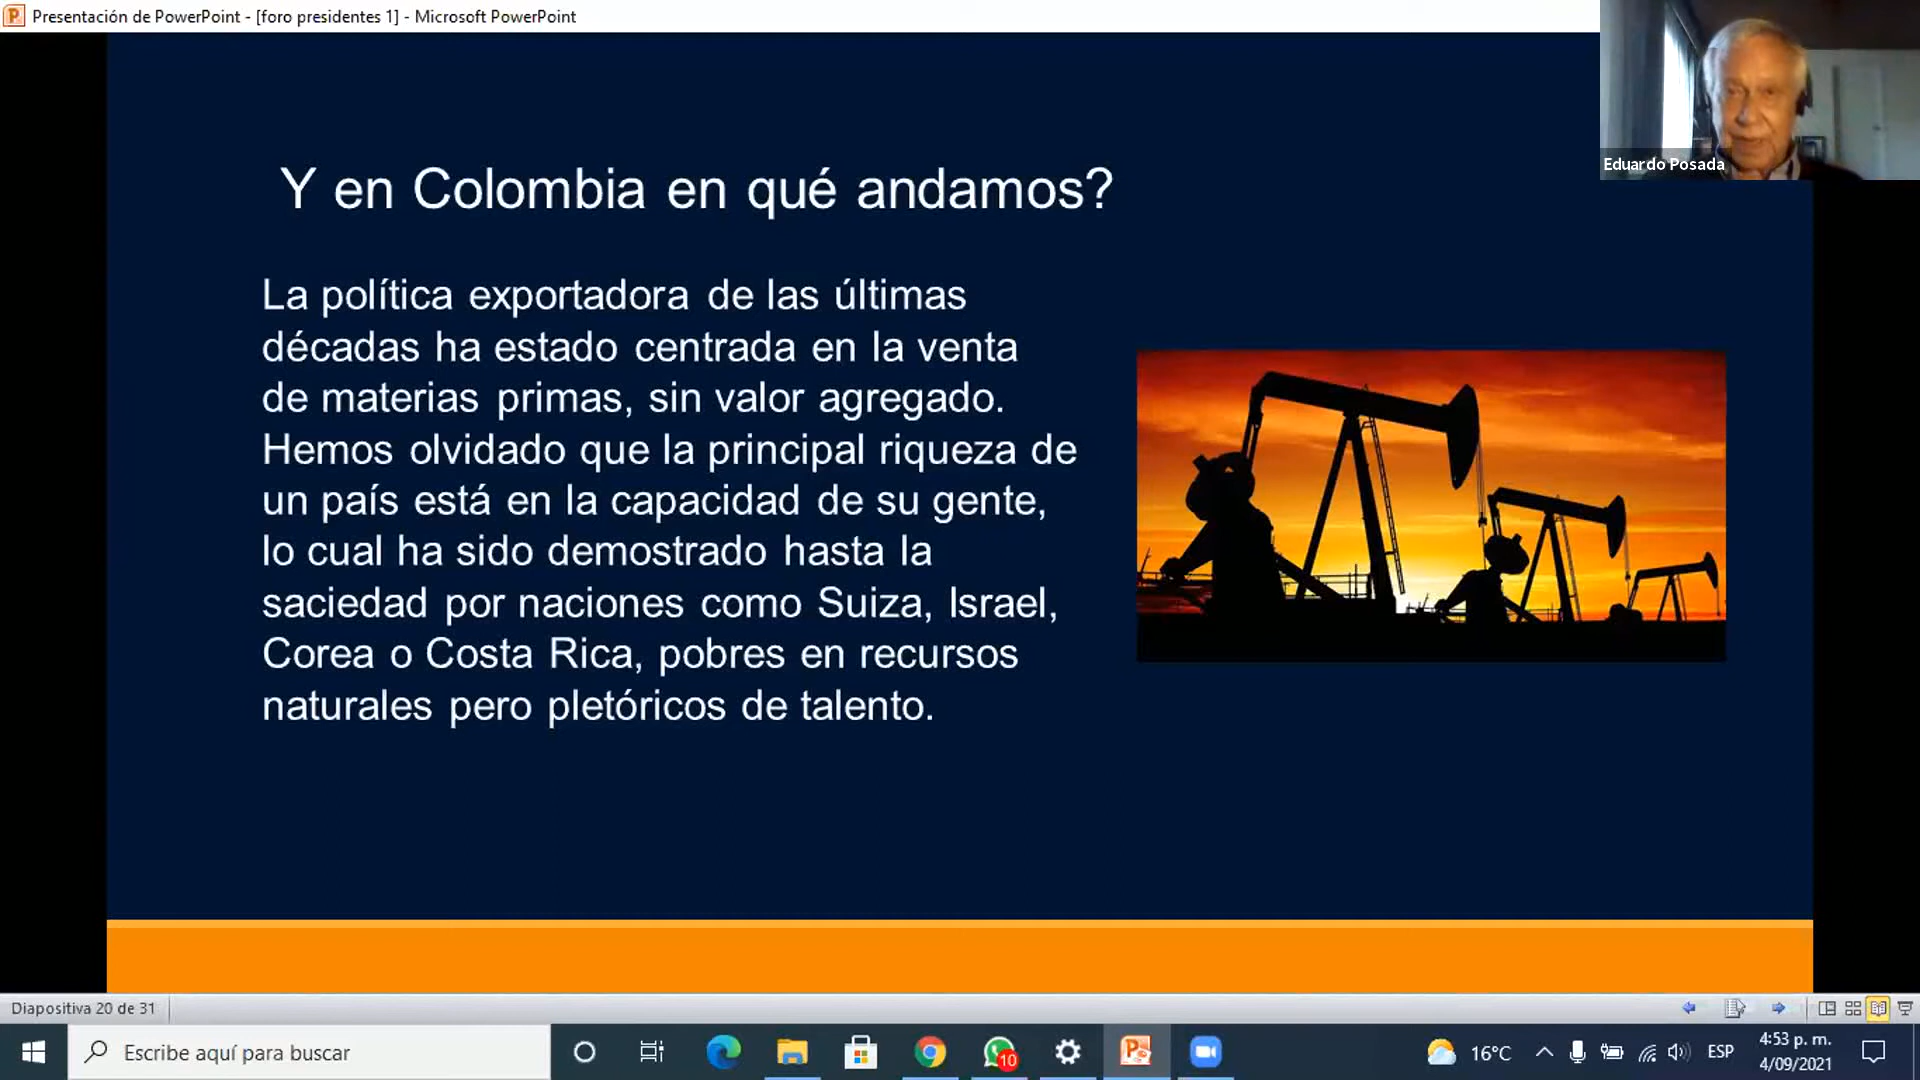 Presentación de PowerPoint - [foro presidentes 1] - Microsoft PowerPoint
Eduardo Posada
Y en Colombia en qué andamos?
La política exportadora de las últimas
décadas ha estado centrada en la venta
de materias primas, sin valor agregado.
Hemos olvidado que la principal riqueza de
un país está en la capacidad de su gente,
lo cual ha sido demostrado hasta la
saciedad por naciones como Suiza, Israel,
Corea o Costa Rica, pobres en recursos
naturales pero pletóricos de talento.
Diapositiva 20 de 31
Escribe aquí para buscar
10
16°C
ESP
4:53 p. m.
4/09/2021